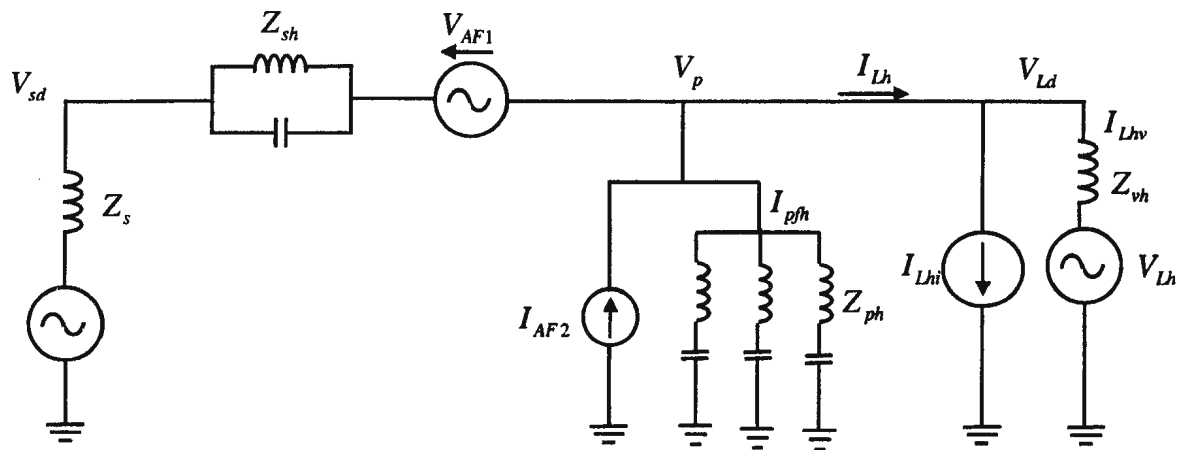 Z_sh
V_AF1
V_sd
V_p
I_Lh
V_Ld
I_Lhv
Z_s
Z_vh
I_pfh
I_Lhi
V_Lh
I_AF2
Z_ph